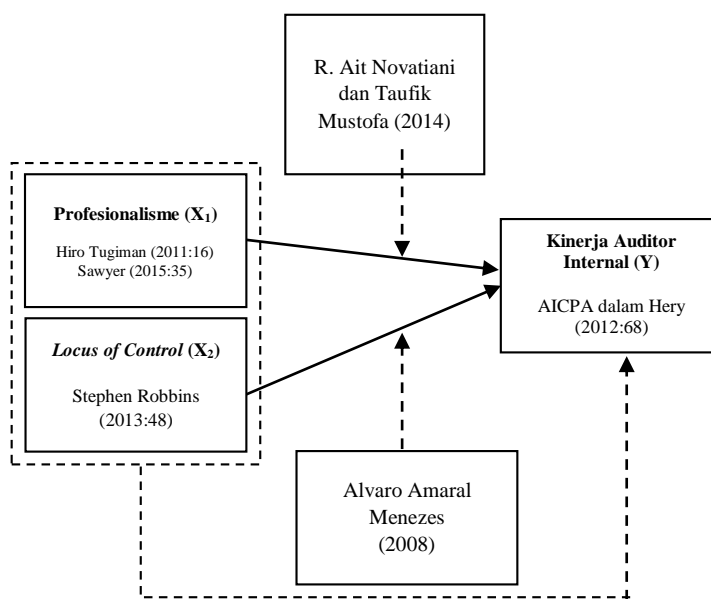 R. Ait Novatiani
dan Taufik
Mustofa (2014)
Profesionalisme (X₁)
Hiro Tugiman (2011:16)
Sawyer (2015:35)
Kinerja Auditor
Internal (Y)
AICPA dalam Hery
(2012:68)
Locus of Control (X₂)
Stephen Robbins
(2013:48)
Alvaro Amaral
Menezes
(2008)